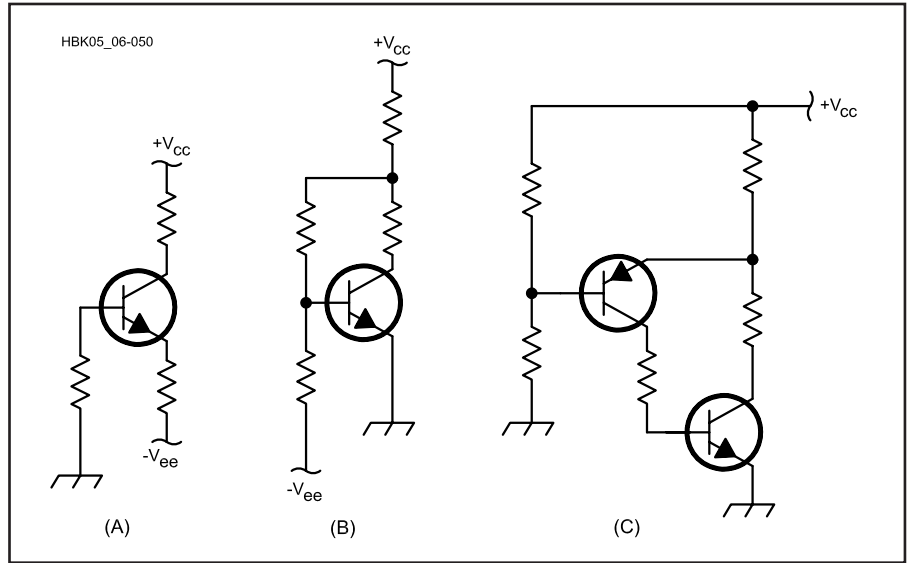 HBK05_06-050
+Vcc
+Vcc
+Vcc
-Vee
-Vee
(A)
(B)
(C)